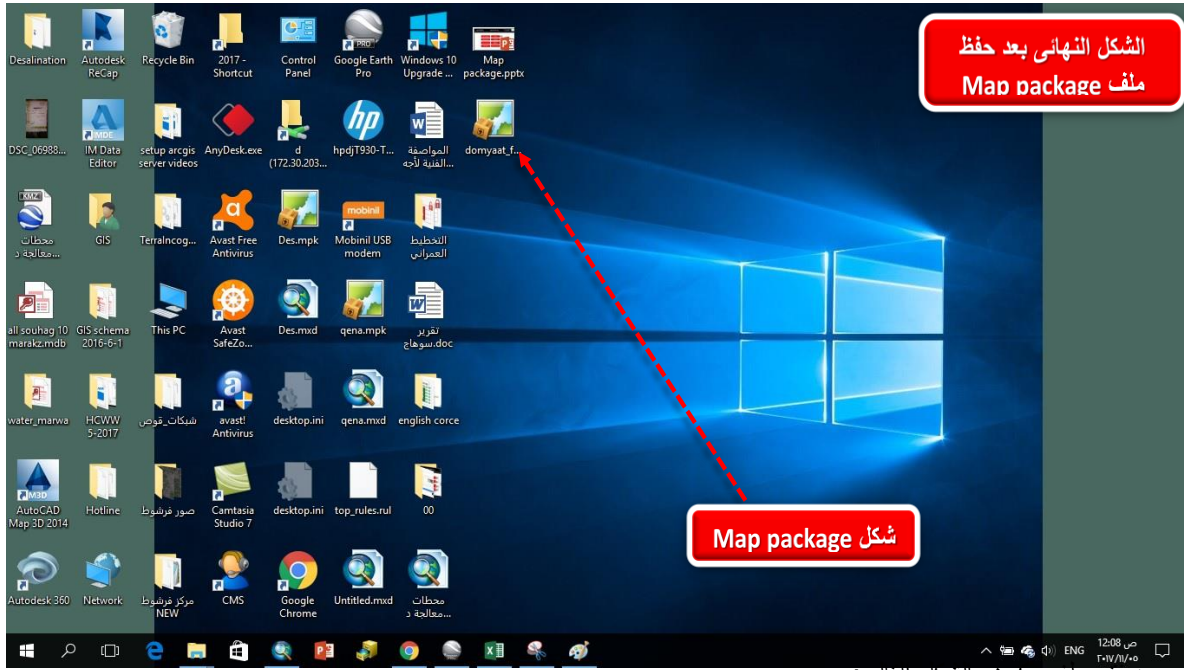 الشكل النهائى بعد حفظ
ملف Map package
Desalination
Autodesk
ReCap
Recycle Bin
2017 -
Shortcut
Control
Panel
Google Earth
Pro
Windows 10
Upgrade ...
Map
package.pptx
DSC_06988...
IM Data
Editor
setup arcgis
server videos
AnyDesk.exe
d
(172.30.203...
hpdjT930-T...
المواصفة
الفنية لأجه...
domyaat_f...
محطات
معالجة د...
GIS
TerraIncog...
Avast Free
Antivirus
Des.mpk
mobinil
Mobinil USB
modem
التخطيط
العمراني
all souhag 10
marakz.mdb
GIS schema
2016-6-1
This PC
Avast
SafeZo...
Des.mxd
qena.mpk
تقرير
سوهاج.doc
water_marwa
HCWW
5-2017
شبكات_قوص
avast!
Antivirus
desktop.ini
qena.mxd
english corce
AutoCAD
Map 3D 2014
Hotline
صور فرشوط
Camtasia
Studio 7
desktop.ini
top_rules.rul
00
شكل Map package
Autodesk 360
Network
مركز فرشوط
NEW
CMS
Google
Chrome
Untitled.mxd
محطات
معالجة د...
ENG
12:08 ص
٢٠١٧/١١/٠٥